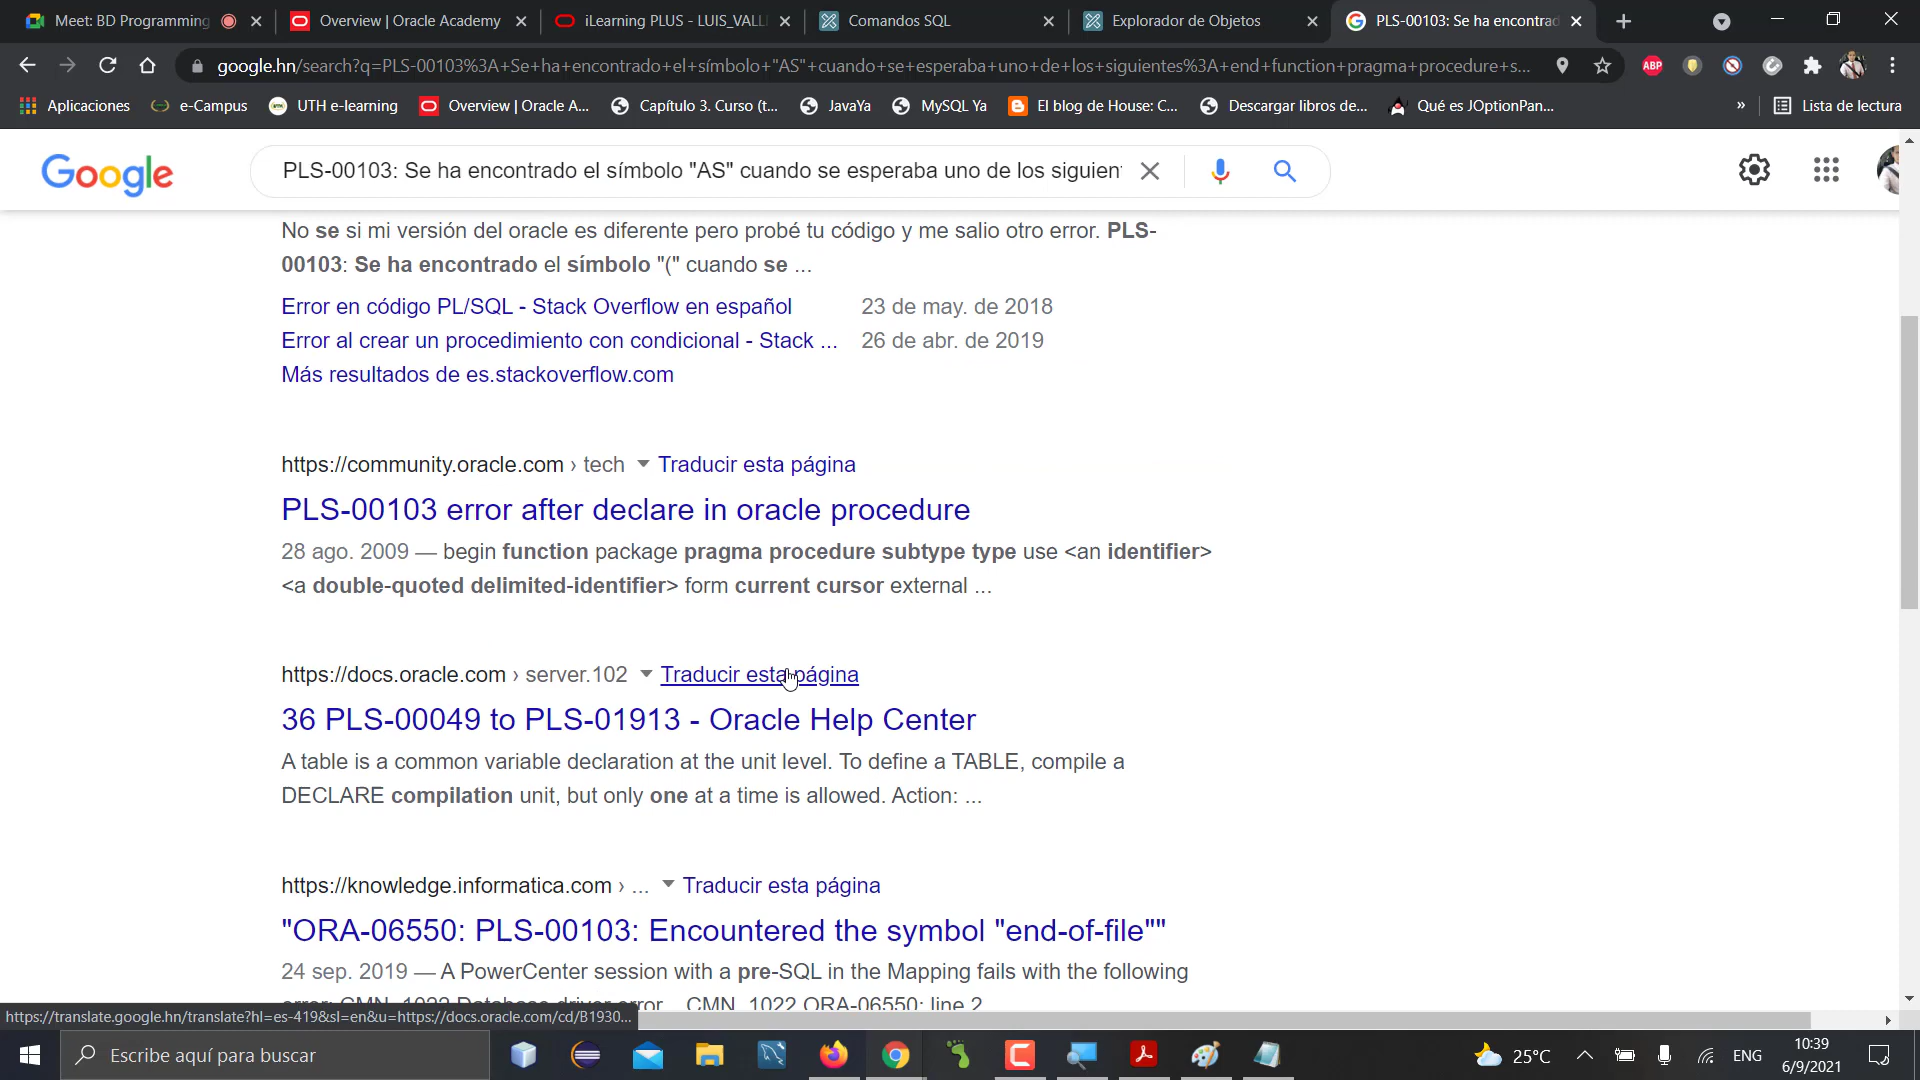 Meet: BD Programming
Overview | Oracle Academy
iLearning PLUS - LUIS_VALL
Comandos SQL
Explorador de Objetos
PLS-00103: Se ha encontrad
google.hn/search?q=PLS-00103%3A+Se+ha+encontrado+el+símbolo+"AS"+cuando+se+esperaba+uno+de+los+siguientes%3A+end+function+pragma+procedure+s...
ABP
Aplicaciones
e-Campus
UTH e-learning
Overview | Oracle A...
Capítulo 3. Curso (t...
JavaYa
MySQL Ya
El blog de House: C...
Descargar libros de...
Qué es JOptionPan...
»
Lista de lectura
Google
PLS-00103: Se ha encontrado el símbolo "AS" cuando se esperaba uno de los siguien
No se si mi versión del oracle es diferente pero probé tu código y me salio otro error. PLS-
00103: Se ha encontrado el símbolo "(" cuando se ...
Error en código PL/SQL - Stack Overflow en español 23 de may. de 2018
Error al crear un procedimiento con condicional - Stack ... 26 de abr. de 2019
Más resultados de es.stackoverflow.com
https://community.oracle.com › tech Traducir esta página
PLS-00103 error after declare in oracle procedure
28 ago. 2009 — begin function package pragma procedure subtype type use <an identifier>
<a double-quoted delimited-identifier> form current cursor external ...
https://docs.oracle.com › server.102 Traducir esta página
36 PLS-00049 to PLS-01913 - Oracle Help Center
A table is a common variable declaration at the unit level. To define a TABLE, compile a
DECLARE compilation unit, but only one at a time is allowed. Action: ...
https://knowledge.informatica.com › ... Traducir esta página
"ORA-06550: PLS-00103: Encountered the symbol "end-of-file""
24 sep. 2019 — A PowerCenter session with a pre-SQL in the Mapping fails with the following
error: CMN_1022 Database driver error... CMN_1022 ORA-06550: line 2
https://translate.google.hn/translate?hl=es-419&sl=en&u=https://docs.oracle.com/cd/B1930...
Escribe aquí para buscar
25°C
ENG
10:39
6/9/2021